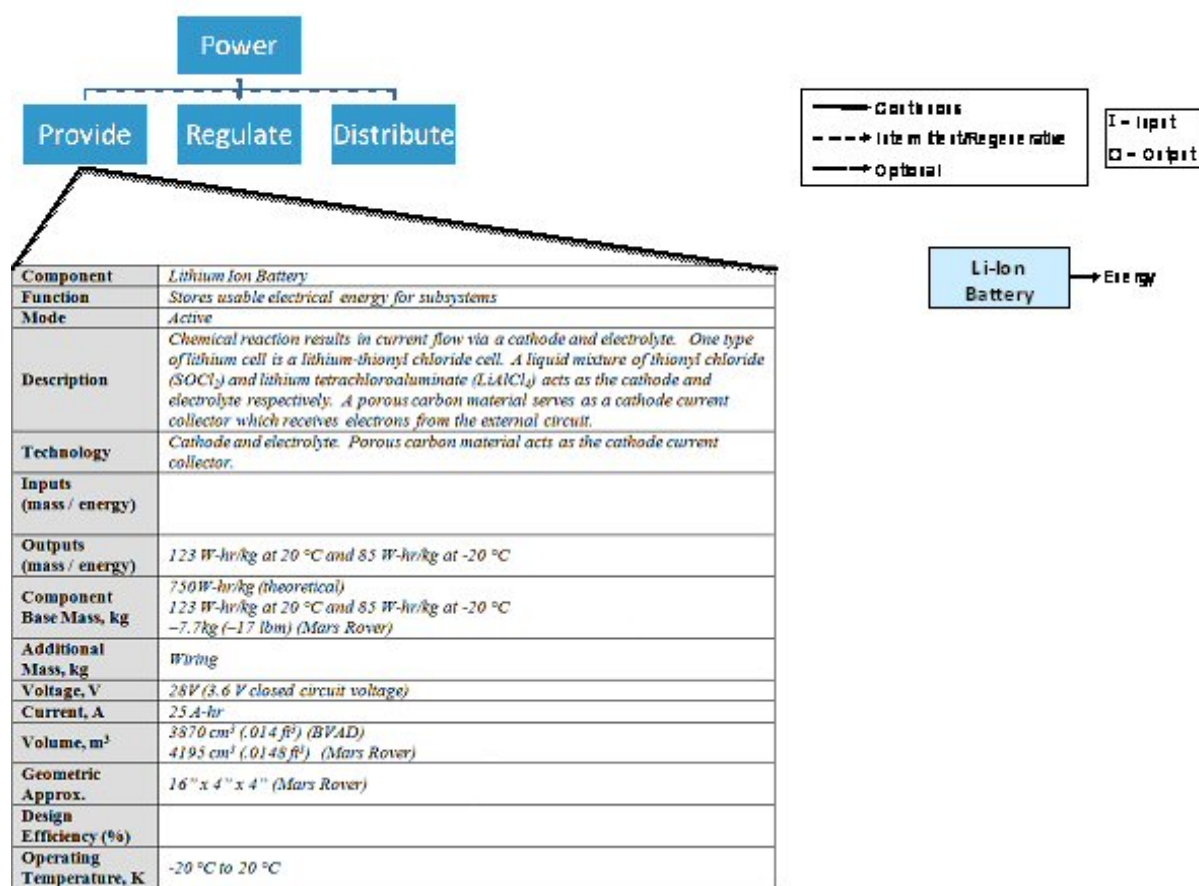 Power
Provide Regulate Distribute
Continous
Intermittent/Regenerative
Optional
I - Input
O - Output
Li-Ion
Battery
Energy
Component Lithium Ion Battery
Function Stores usable electrical energy for subsystems
Mode Active
Description Chemical reaction results in current flow via a cathode and electrolyte. One type
of lithium cell is a lithium-thionyl chloride cell. A liquid mixture of thionyl chloride
(SOCl₂) and lithium tetrachloroaluminate (LiAlCl₄) acts as the cathode and
electrolyte respectively. A porous carbon material serves as a cathode current
collector which receives electrons from the external circuit.
Technology Cathode and electrolyte. Porous carbon material acts as the cathode current
collector.
Inputs
(mass / energy)
Outputs
(mass / energy) 123 W-hr/kg at 20 °C and 85 W-hr/kg at -20 °C
Component
Base Mass, kg
750W-hr/kg (theoretical)
123 W-hr/kg at 20 °C and 85 W-hr/kg at -20 °C
~7.7kg (~17 lbm) (Mars Rover)
Additional
Mass, kg Wiring
Voltage, V 28V (3.6 V closed circuit voltage)
Current, A 25 A-hr
Volume, m³ 3870 cm³ (.014 ft³) (BVAD)
4195 cm³ (.0148 ft³) (Mars Rover)
Geometric
Approx. 16" x 4" x 4" (Mars Rover)
Design
Efficiency (%)
Operating
Temperature, K -20 °C to 20 °C